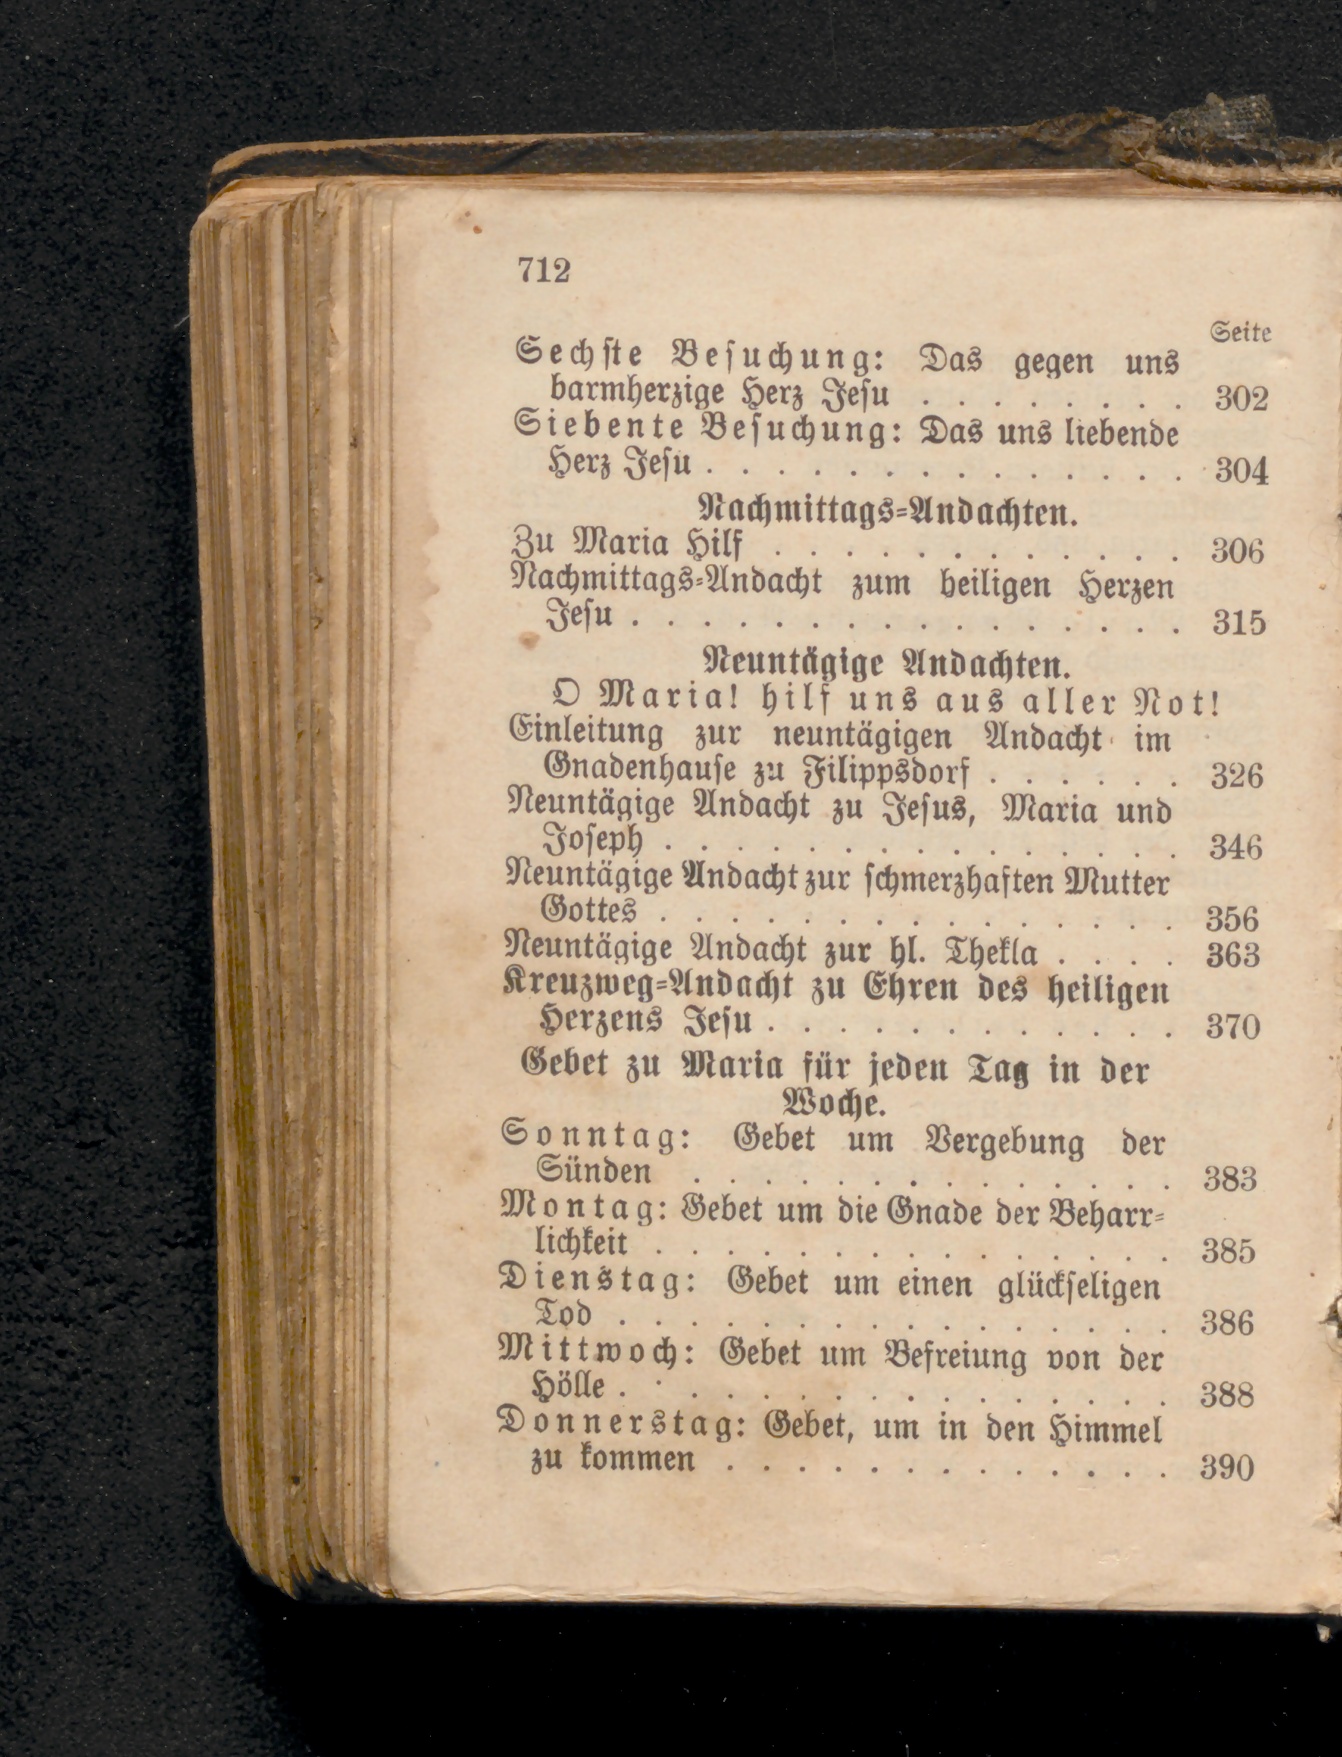 712
Seite
Sechste Besuchung: Das gegen uns
barmherzige Herz Jesu . . . . . . . . 302
Siebente Besuchung: Das uns liebende
Herz Jesu . . . . . . . . . . . . . . 304
Nachmittags-Andachten.
Zu Maria Hilf . . . . . . . . . . . . 306
Nachmittags-Andacht zum heiligen Herzen
Jesu . . . . . . . . . . . . . . . . 315
Neuntägige Andachten.
O Maria! hilf uns aus aller Not!
Einleitung zur neuntägigen Andacht im
Gnadenhause zu Filippsdorf . . . . . . 326
Neuntägige Andacht zu Jesus, Maria und
Joseph . . . . . . . . . . . . . . . 346
Neuntägige Andacht zur schmerzhaften Mutter
Gottes . . . . . . . . . . . . . . . 356
Neuntägige Andacht zur hl. Thekla . . . . 363
Kreuzweg-Andacht zu Ehren des heiligen
Herzens Jesu . . . . . . . . . . . . 370
Gebet zu Maria für jeden Tag in der
Woche.
Sonntag: Gebet um Vergebung der
Sünden . . . . . . . . . . . . . . 383
Montag: Gebet um die Gnade der Beharr-
lichkeit . . . . . . . . . . . . . . . 385
Dienstag: Gebet um einen glückseligen
Tod . . . . . . . . . . . . . . . . 386
Mittwoch: Gebet um Befreiung von der
Hölle . . . . . . . . . . . . . . . . 388
Donnerstag: Gebet, um in den Himmel
zu kommen . . . . . . . . . . . . . 390